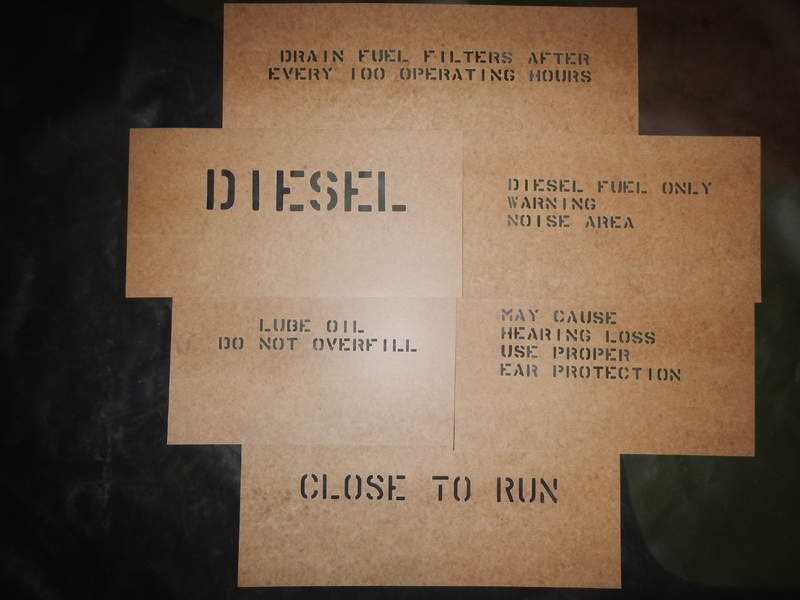 DRAIN FUEL FILTERS AFTER
EVERY 100 OPERATING HOURS
DIESEL
DIESEL FUEL ONLY
WARNING
NOISE AREA
LUBE OIL
DO NOT OVERFILL
MAY CAUSE
HEARING LOSS
USE PROPER
EAR PROTECTION
CLOSE TO RUN